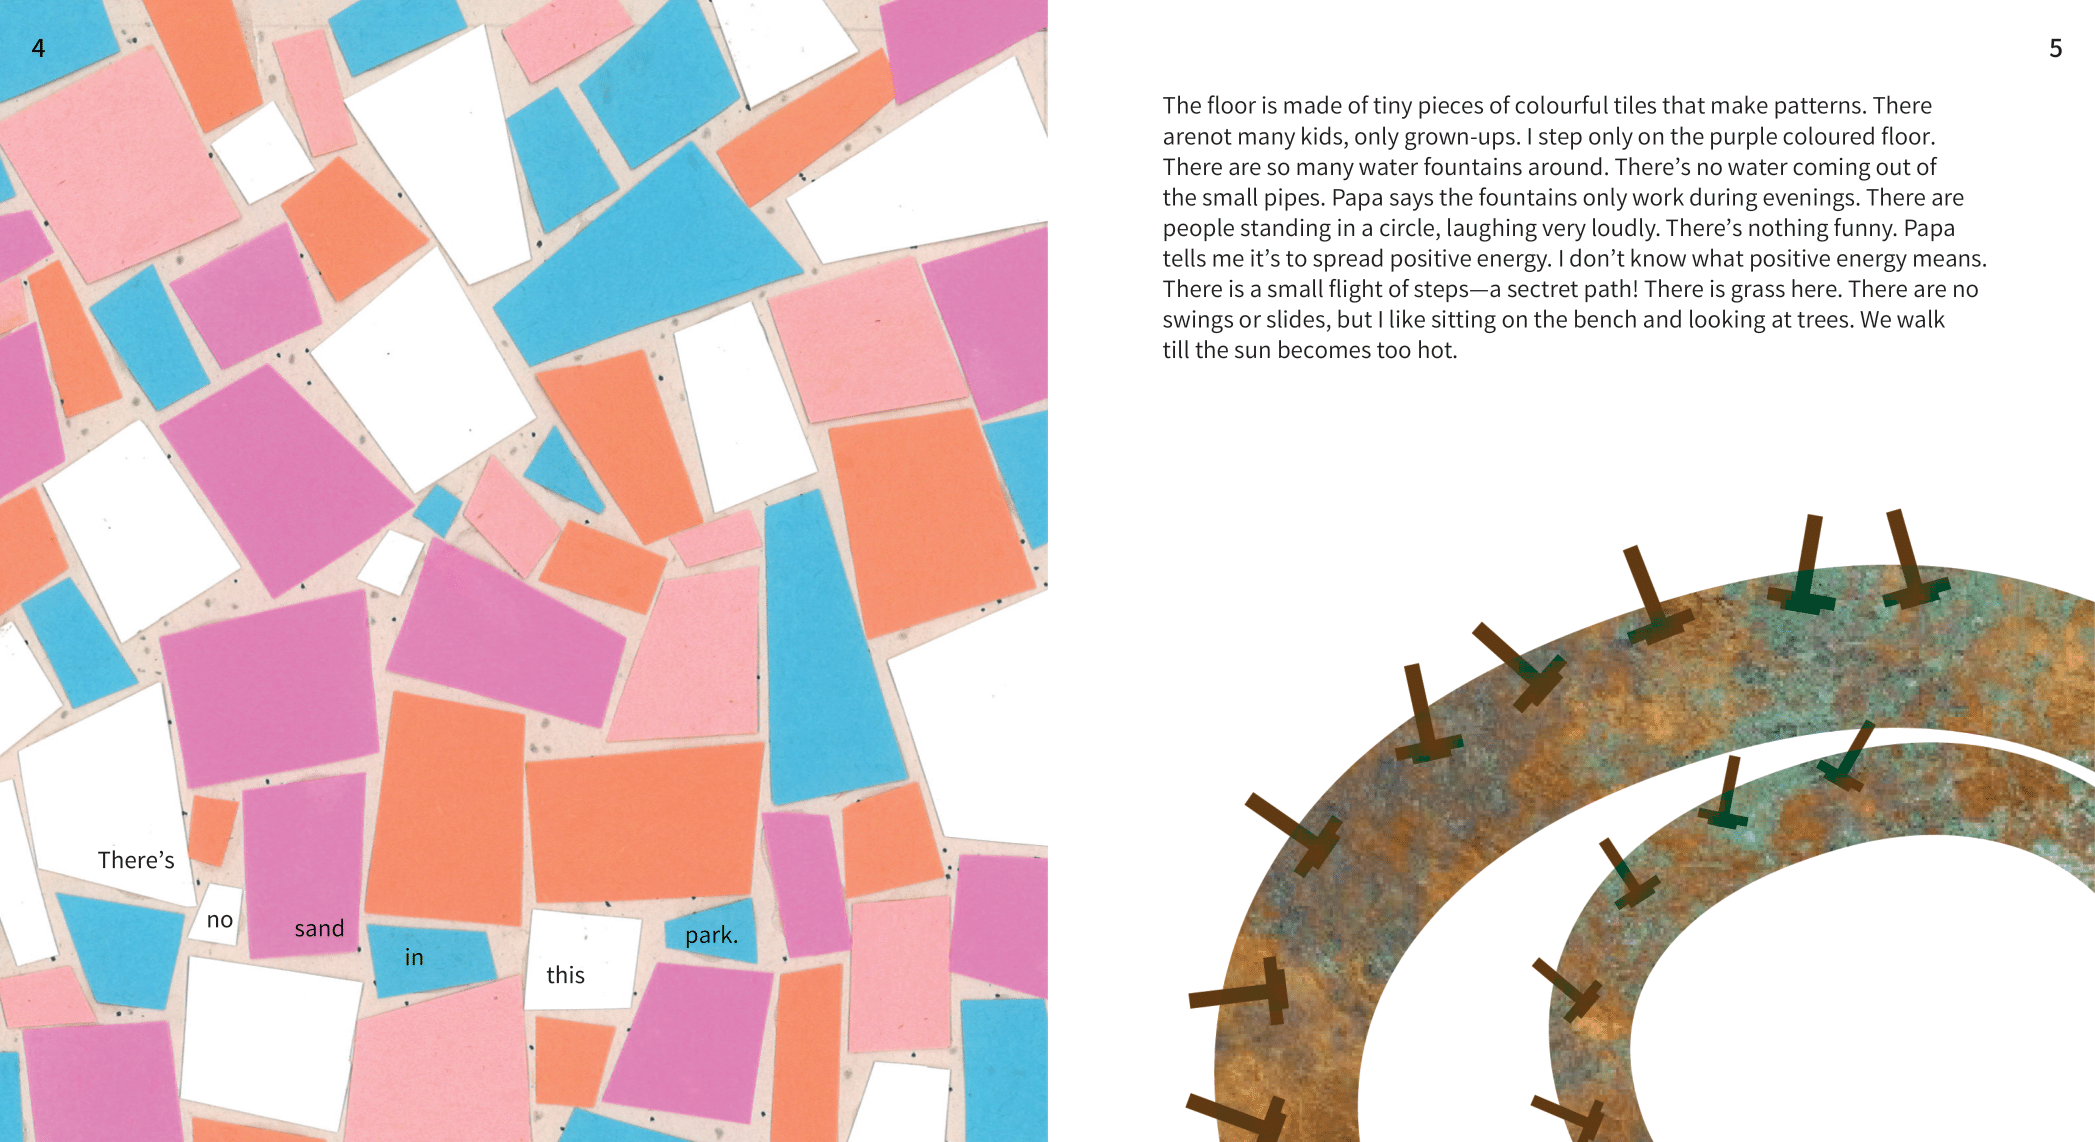 4
There’s
no
sand
in
this
park.
5
The floor is made of tiny pieces of colourful tiles that make patterns. There
arenot many kids, only grown-ups. I step only on the purple coloured floor.
There are so many water fountains around. There’s no water coming out of
the small pipes. Papa says the fountains only work during evenings. There are
people standing in a circle, laughing very loudly. There’s nothing funny. Papa
tells me it’s to spread positive energy. I don’t know what positive energy means.
There is a small flight of steps—a sectret path! There is grass here. There are no
swings or slides, but I like sitting on the bench and looking at trees. We walk
till the sun becomes too hot.